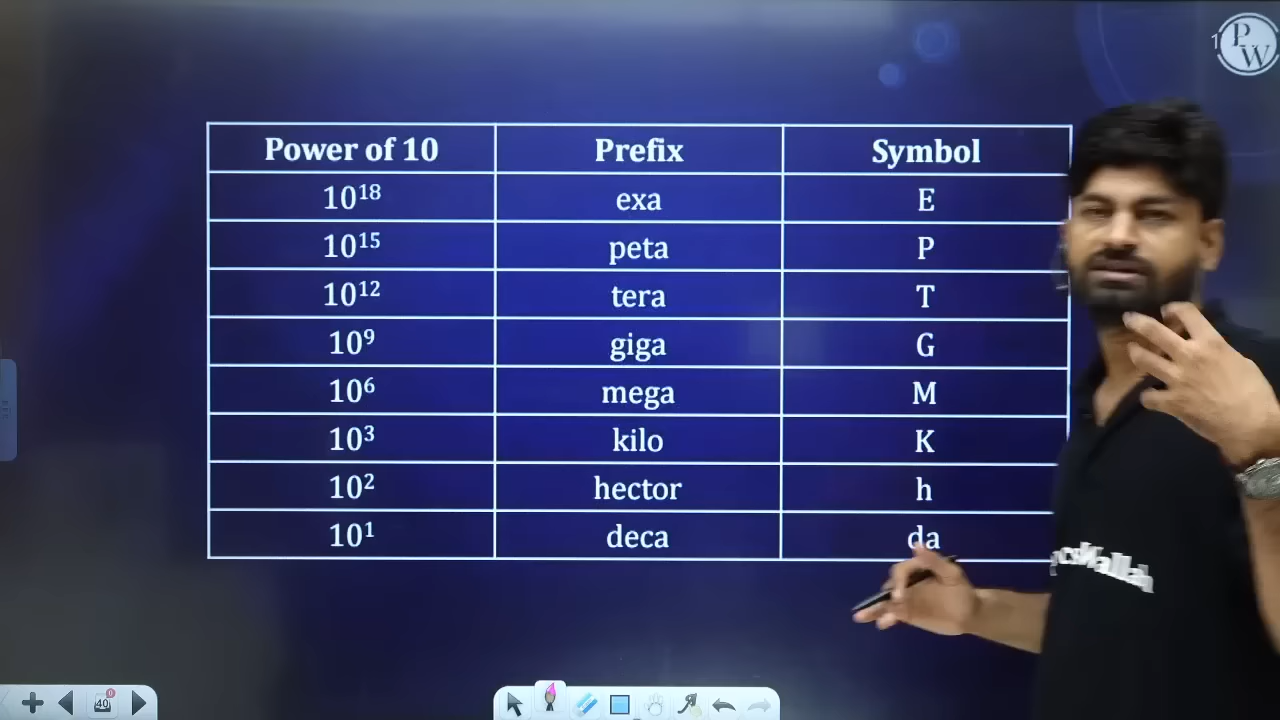 PW
Power of 10 Prefix Symbol
10¹⁸ exa E
10¹⁵ peta P
10¹² tera T
10⁹ giga G
10⁶ mega M
10³ kilo K
10² hector h
10¹ deca da
40